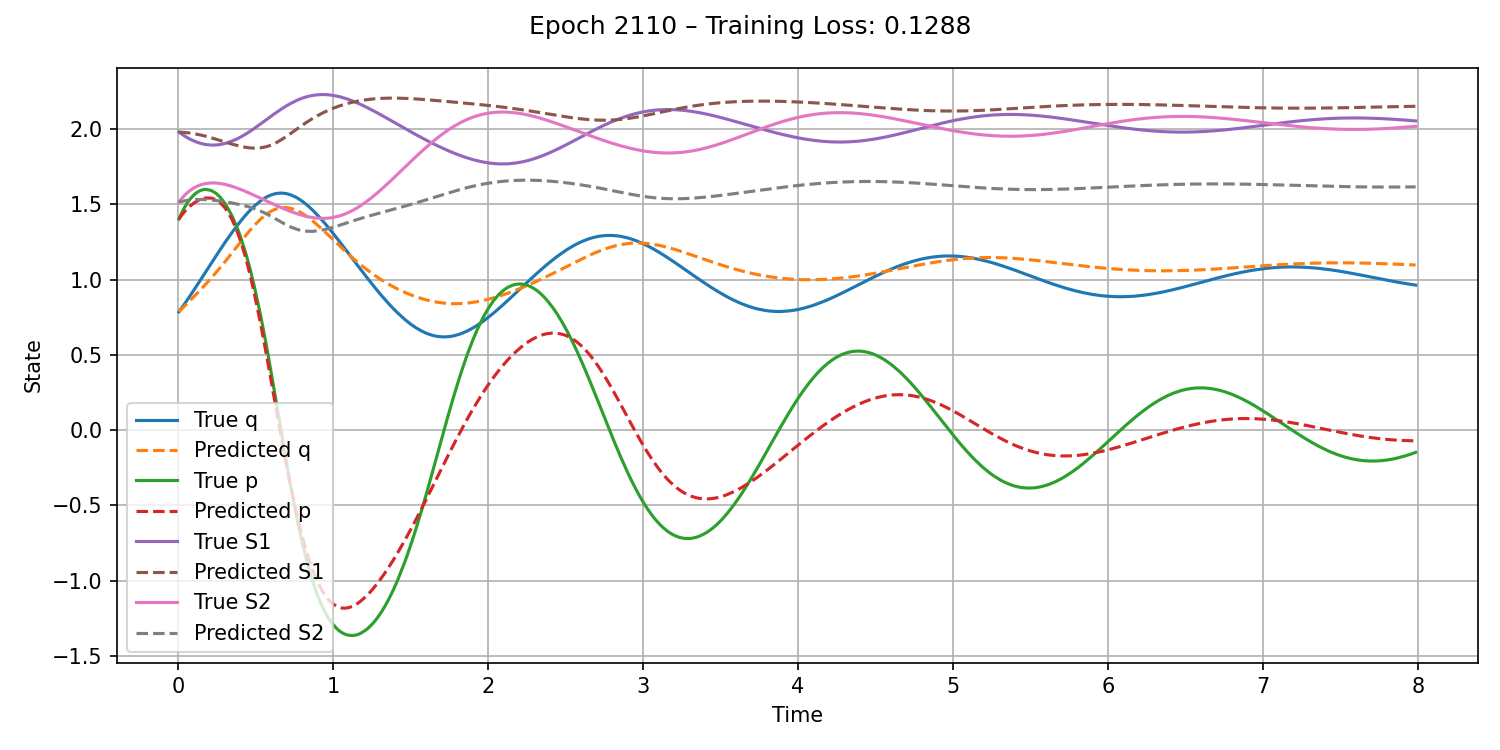 Epoch 2110 – Training Loss: 0.1288
State
2.0
1.5
1.0
0.5
0.0
−0.5
−1.0
−1.5
True q
Predicted q
True p
Predicted p
True S1
Predicted S1
True S2
Predicted S2
0 1 2 3 4 5 6 7 8
Time